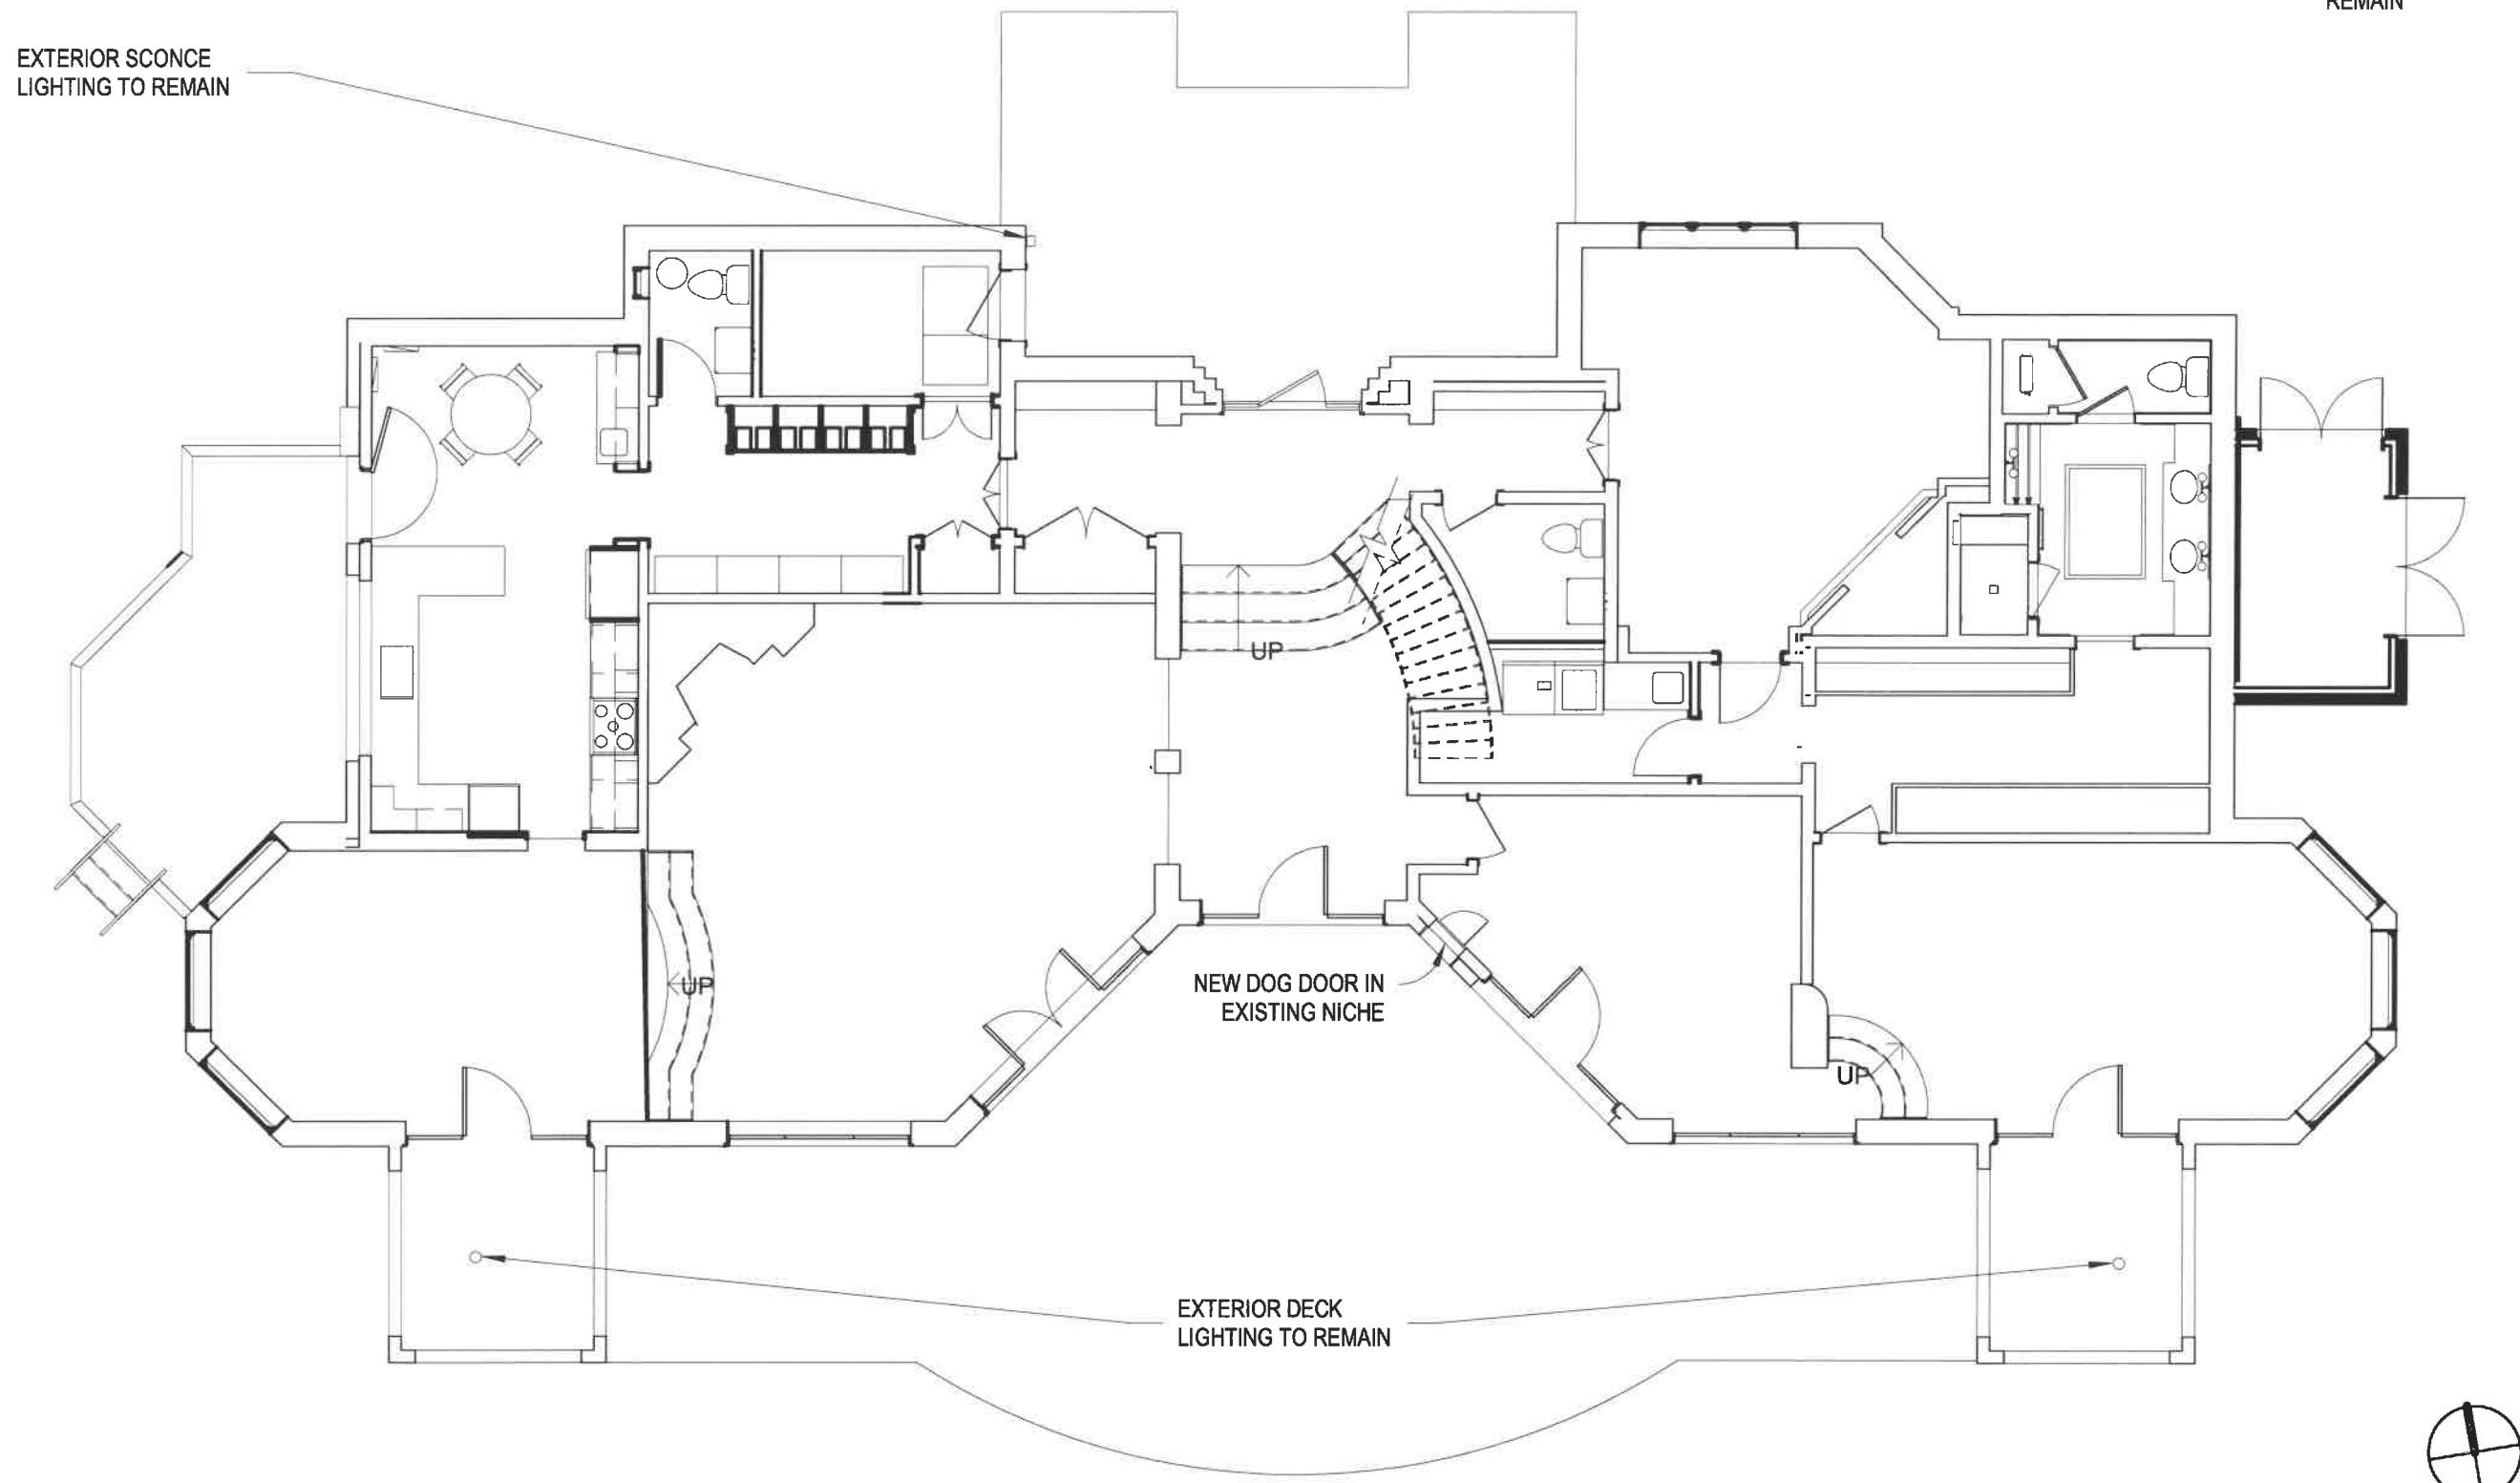 REMAIN
EXTERIOR SCONCE
LIGHTING TO REMAIN
UP
NEW DOG DOOR IN
EXISTING NICHE
UP
UP
EXTERIOR DECK
LIGHTING TO REMAIN